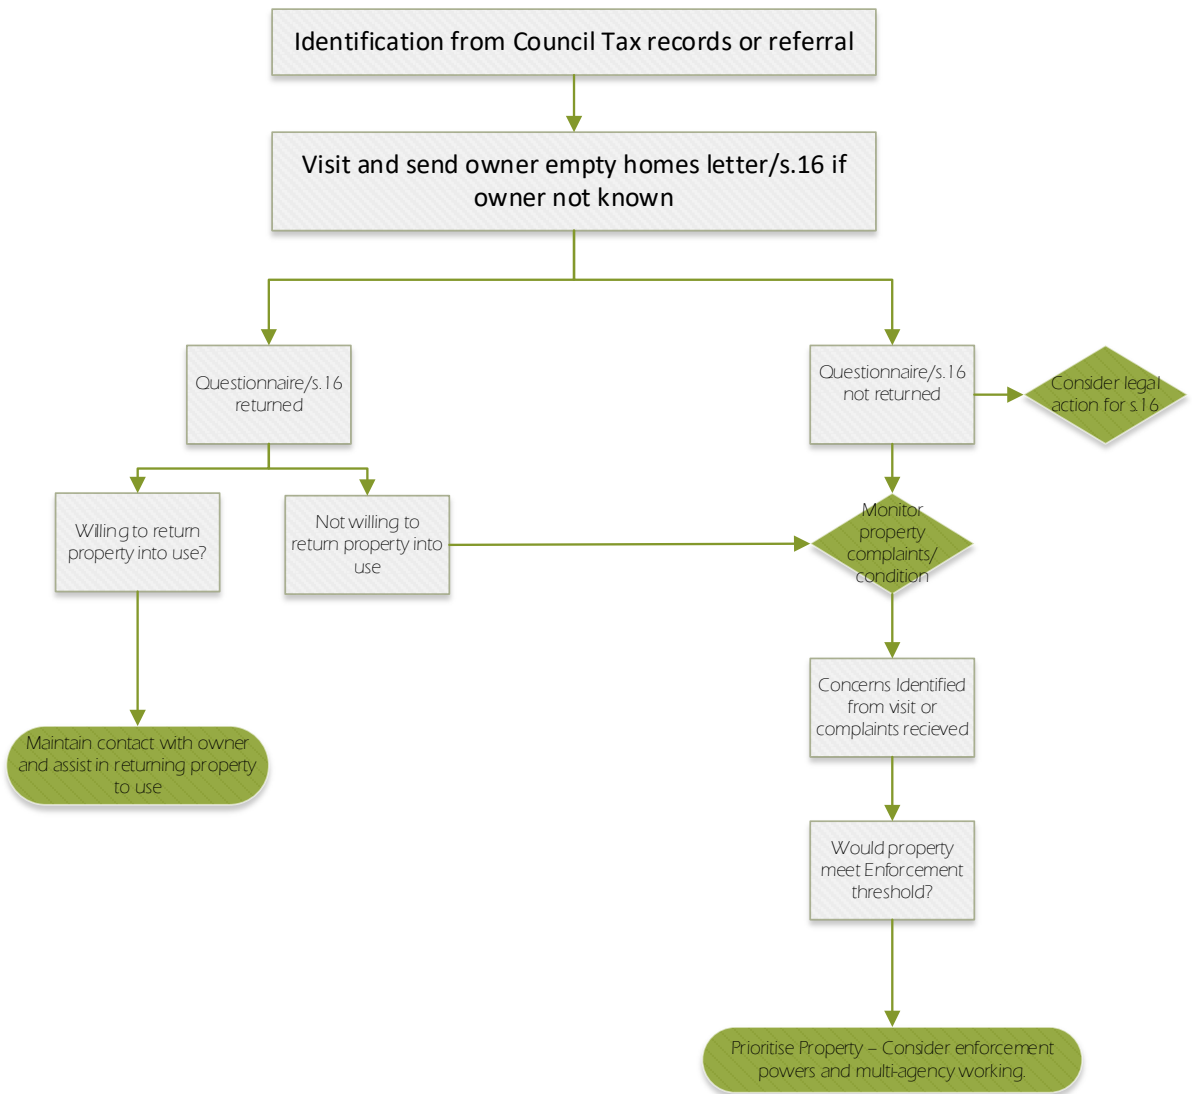 Identification from Council Tax records or referral
Visit and send owner empty homes letter/s.16 if
owner not known
Questionnaire/s.16
returned
Questionnaire/s.16
not returned
Consider legal
action for s.16
Willing to return
property into use?
Not willing to
return property into
use
Monitor
property
complaints/
condition
Concerns Identified
from visit or
complaints recieved
Maintain contact with owner
and assist in returning property
to use
Would property
meet Enforcement
threshold?
Prioritise Property – Consider enforcement
powers and multi-agency working.